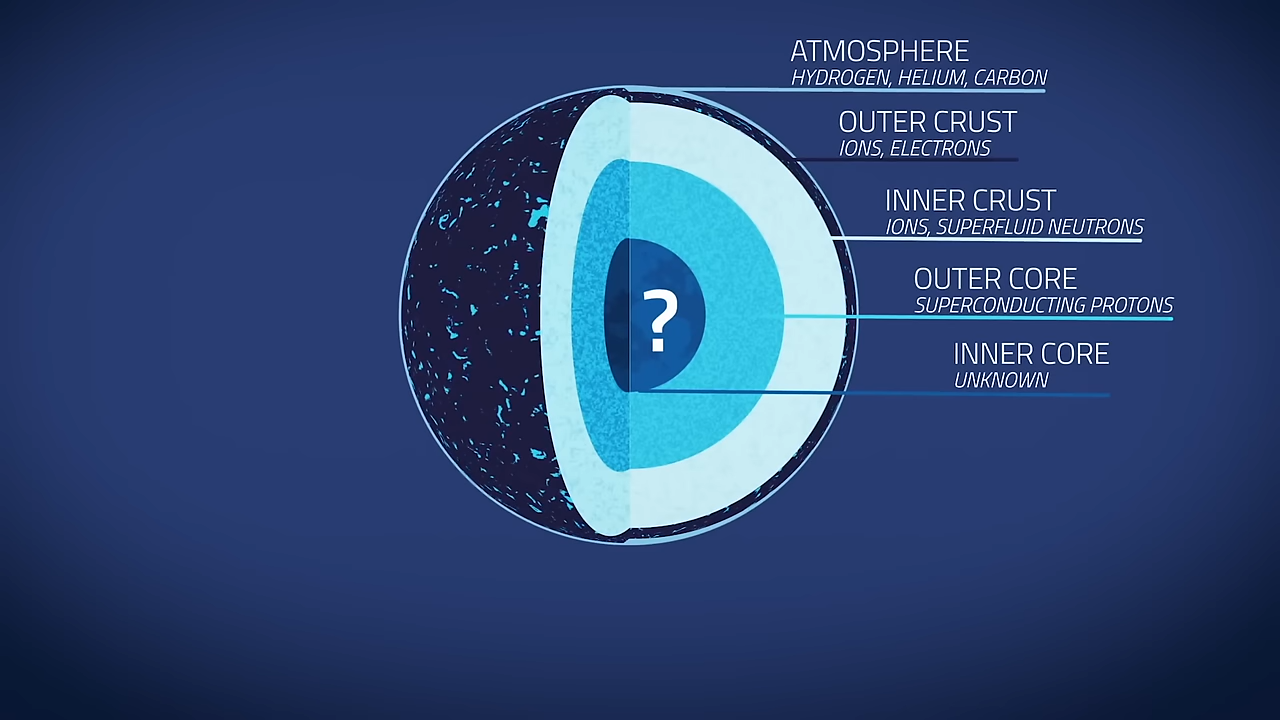 ATMOSPHERE
HYDROGEN, HELIUM, CARBON
OUTER CRUST
IONS, ELECTRONS
INNER CRUST
IONS, SUPERFLUID NEUTRONS
OUTER CORE
SUPERCONDUCTING PROTONS
?
INNER CORE
UNKNOWN